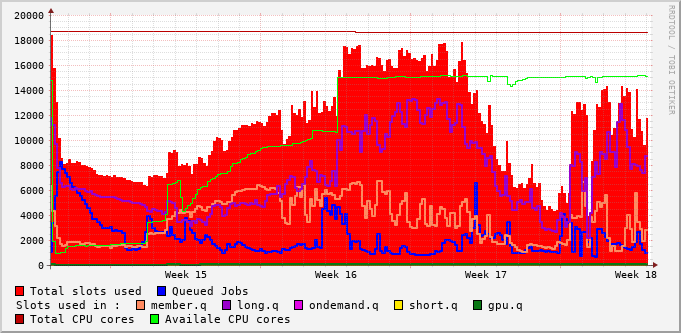 20000
18000
16000
14000
12000
10000
8000
6000
4000
2000
0
Week 15 Week 16 Week 17 Week 18
RRDTOOL / TOBI OETIKER
Total slots used Queued Jobs
Slots used in : member.q long.q ondemand.q short.q gpu.q
Total CPU cores Availale CPU cores